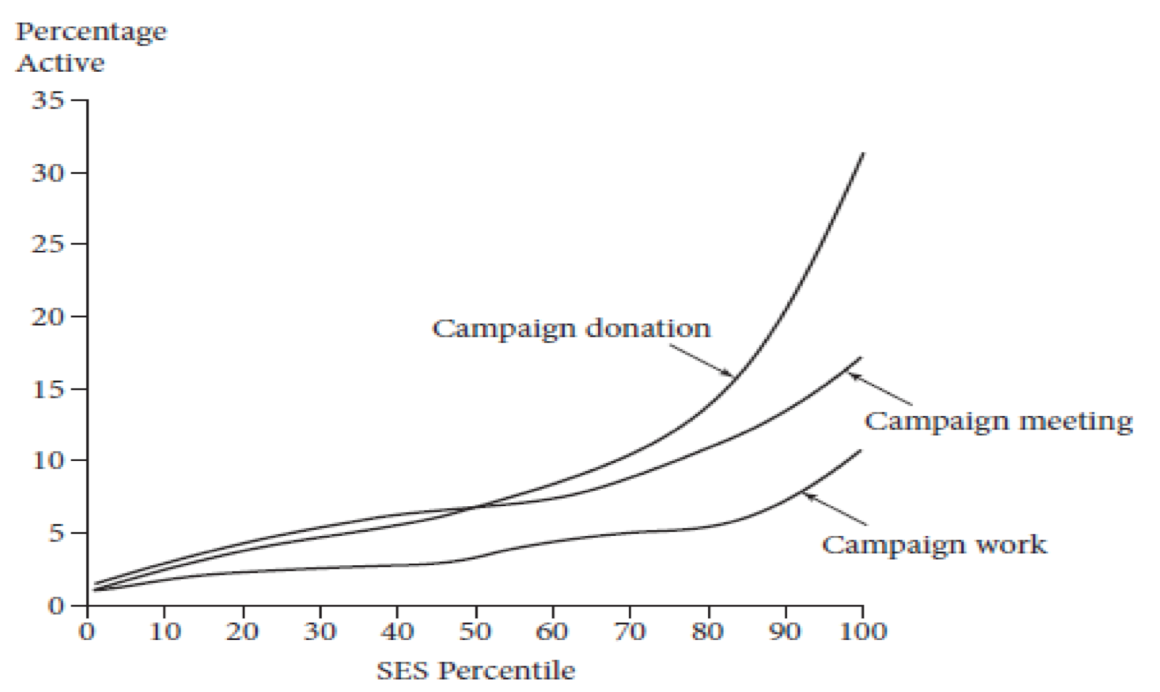 Percentage
Active
35
30
25
20
15
10
5
0
Campaign donation
Campaign meeting
Campaign work
0 10 20 30 40 50 60 70 80 90 100
SES Percentile